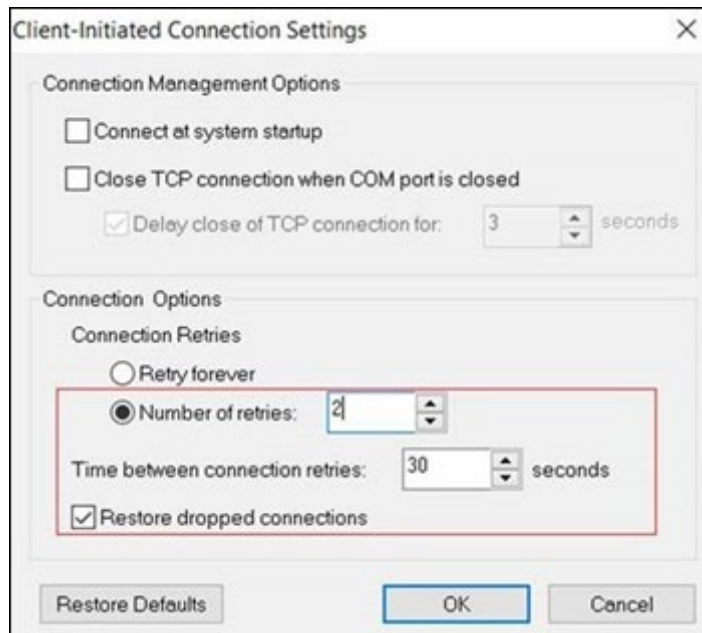 Client-Initiated Connection Settings
Connection Management Options
Connect at system startup
Close TCP connection when COM port is closed
Delay close of TCP connection for: 3 seconds
Connection Options
Connection Retries
Retry forever
Number of retries: 2
Time between connection retries: 30 seconds
Restore dropped connections
Restore Defaults OK Cancel